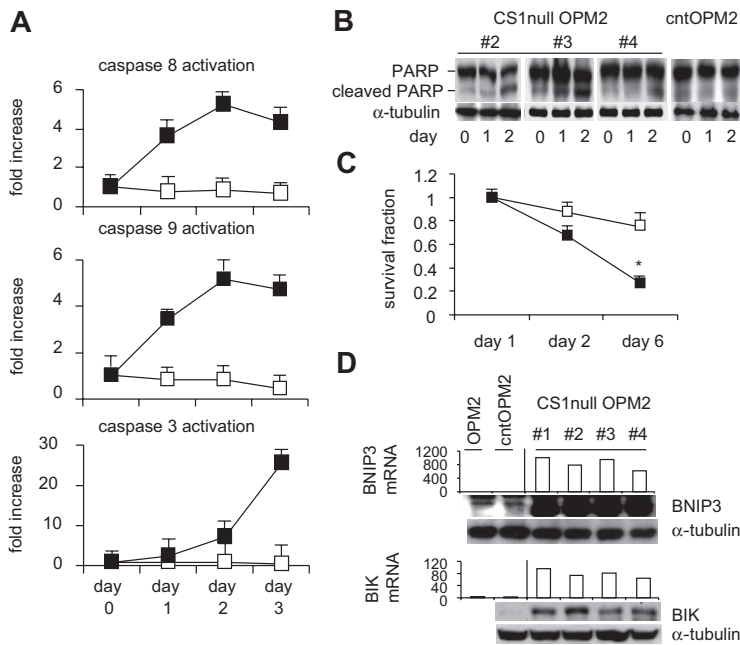 A
caspase 8 activation
fold increase
6
4
2
0
caspase 9 activation
fold increase
6
4
2
0
caspase 3 activation
fold increase
30
20
10
0
day 0
day 1
day 2
day 3
B
CS1null OPM2
cntOPM2
#2
#3
#4
PARP
cleaved PARP
α-tubulin
day
0 1 2
0 1 2
0 1 2
0 1 2
C
survival fraction
1.2
1
0.8
0.6
0.4
0.2
0
*
day 1
day 2
day 6
D
OPM2
cntOPM2
CS1null OPM2
#1 #2 #3 #4
BNIP3 mRNA
1200
800
400
0
BNIP3
α-tubulin
BIK mRNA
120
80
40
0
BIK
α-tubulin